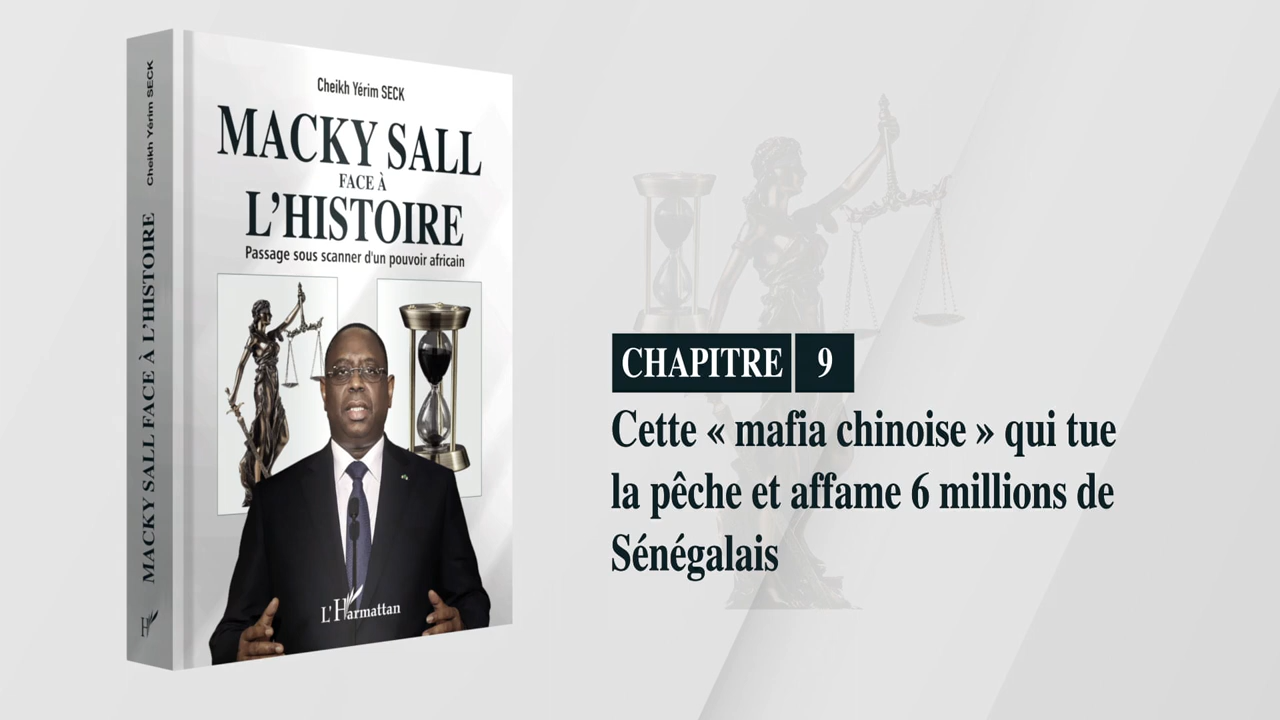 Cheikh Yérim SECK
MACKY SALL FACE À L'HISTOIRE
Cheikh Yérim SECK
MACKY SALL
FACE À
L'HISTOIRE
Passage sous scanner d'un pouvoir africain
L'Harmattan
H
CHAPITRE 9
Cette « mafia chinoise » qui tue
la pêche et affame 6 millions de
Sénégalais